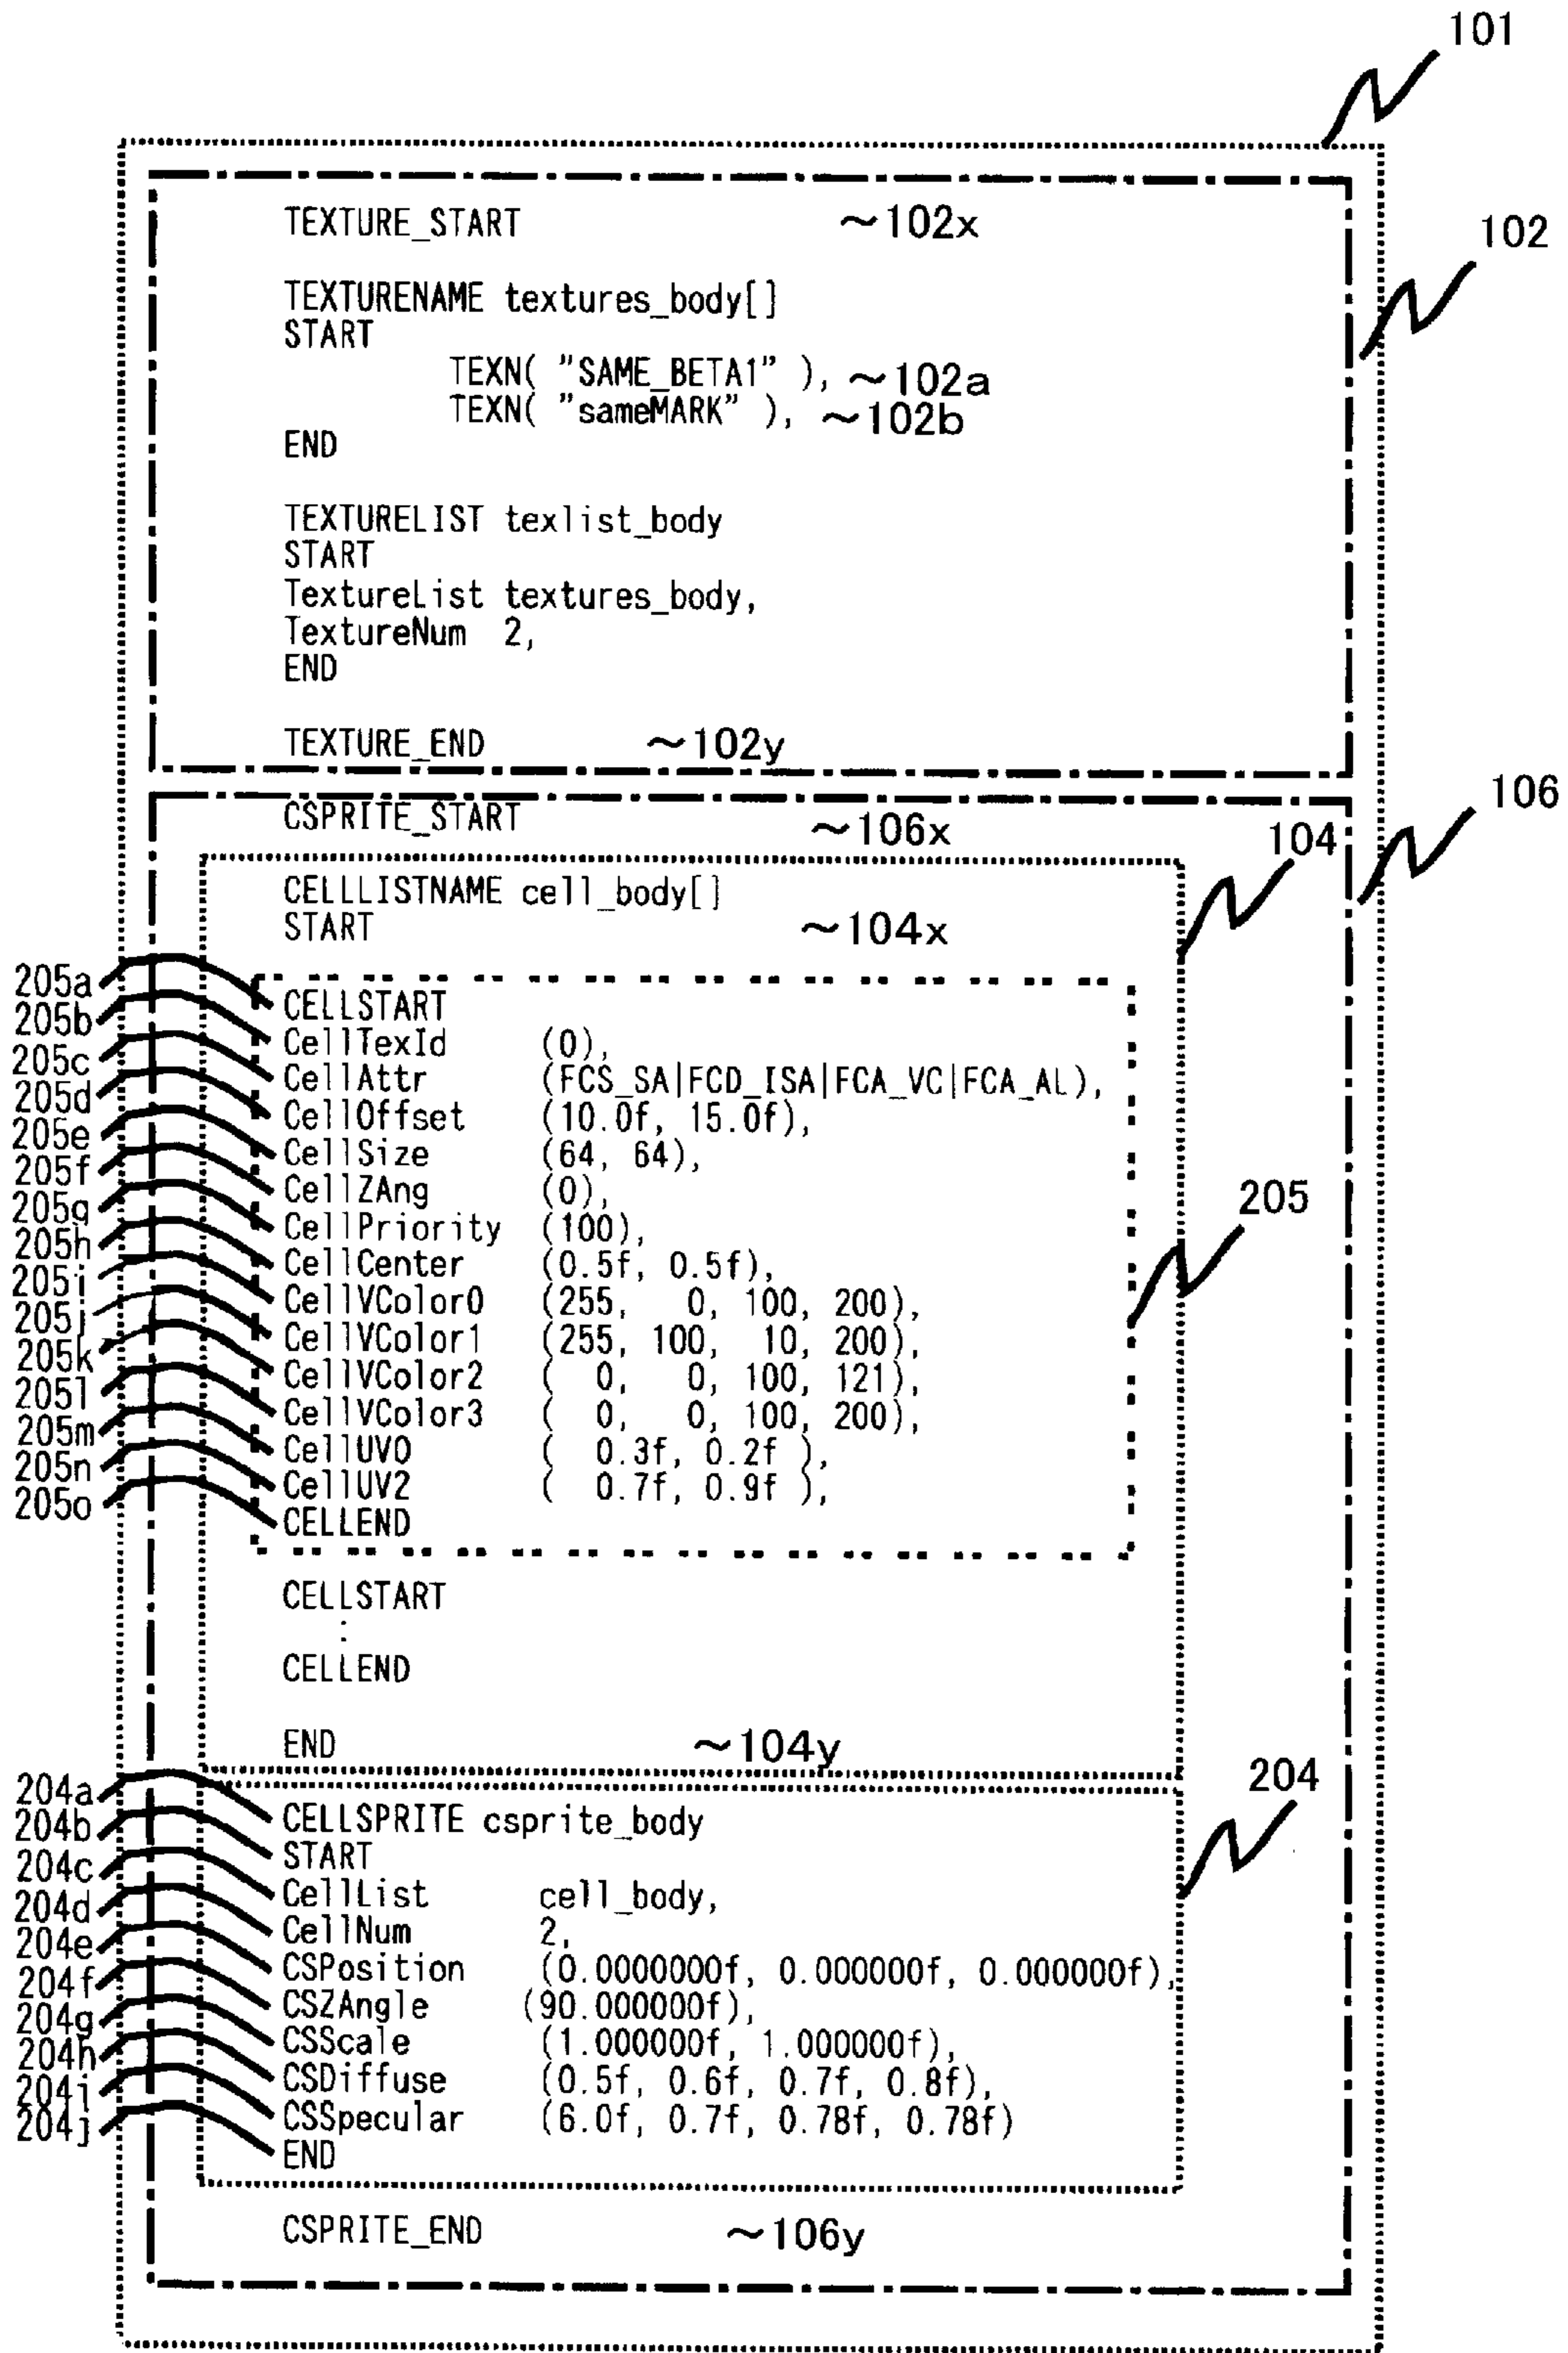 101
TEXTURE_START ~102x
102
TEXTURENAME textures_body[]
START
TEXN( "SAME_BETA1" ), ~102a
TEXN( "sameMARK" ), ~102b
END
TEXTURELIST texlist_body
START
TextureList textures_body,
TextureNum 2,
END
TEXTURE_END ~102y
106
CSPRITE_START ~106x
104
CELLLISTNAME cell_body[]
START ~104x
205a CELLSTART
205b CellTexId (0),
205c CellAttr (FCS_SA|FCD_ISA|FCA_VC|FCA_AL),
205d CellOffset (10.0f, 15.0f),
205e CellSize (64, 64),
205f CellZAng (0),
205
205g CellPriority (100),
205h CellCenter (0.5f, 0.5f),
205i CellVColor0 (255, 0, 100, 200),
205j CellVColor1 (255, 100, 10, 200),
205k CellVColor2 ( 0, 0, 100, 121),
205l CellVColor3 ( 0, 0, 100, 200),
205m CellUV0 ( 0.3f, 0.2f ),
205n CellUV2 ( 0.7f, 0.9f ),
205o CELLEND
CELLSTART
:
CELLEND
END ~104y
204
204a CELLSPRITE csprite_body
204b START
204c CellList cell_body,
204d CellNum 2,
204e CSPosition (0.0000000f, 0.000000f, 0.000000f),
204f CSZAngle (90.000000f),
204g CSScale (1.000000f, 1.000000f),
204h CSDiffuse (0.5f, 0.6f, 0.7f, 0.8f),
204i CSSpecular (6.0f, 0.7f, 0.78f, 0.78f)
204j END
CSPRITE_END ~106y